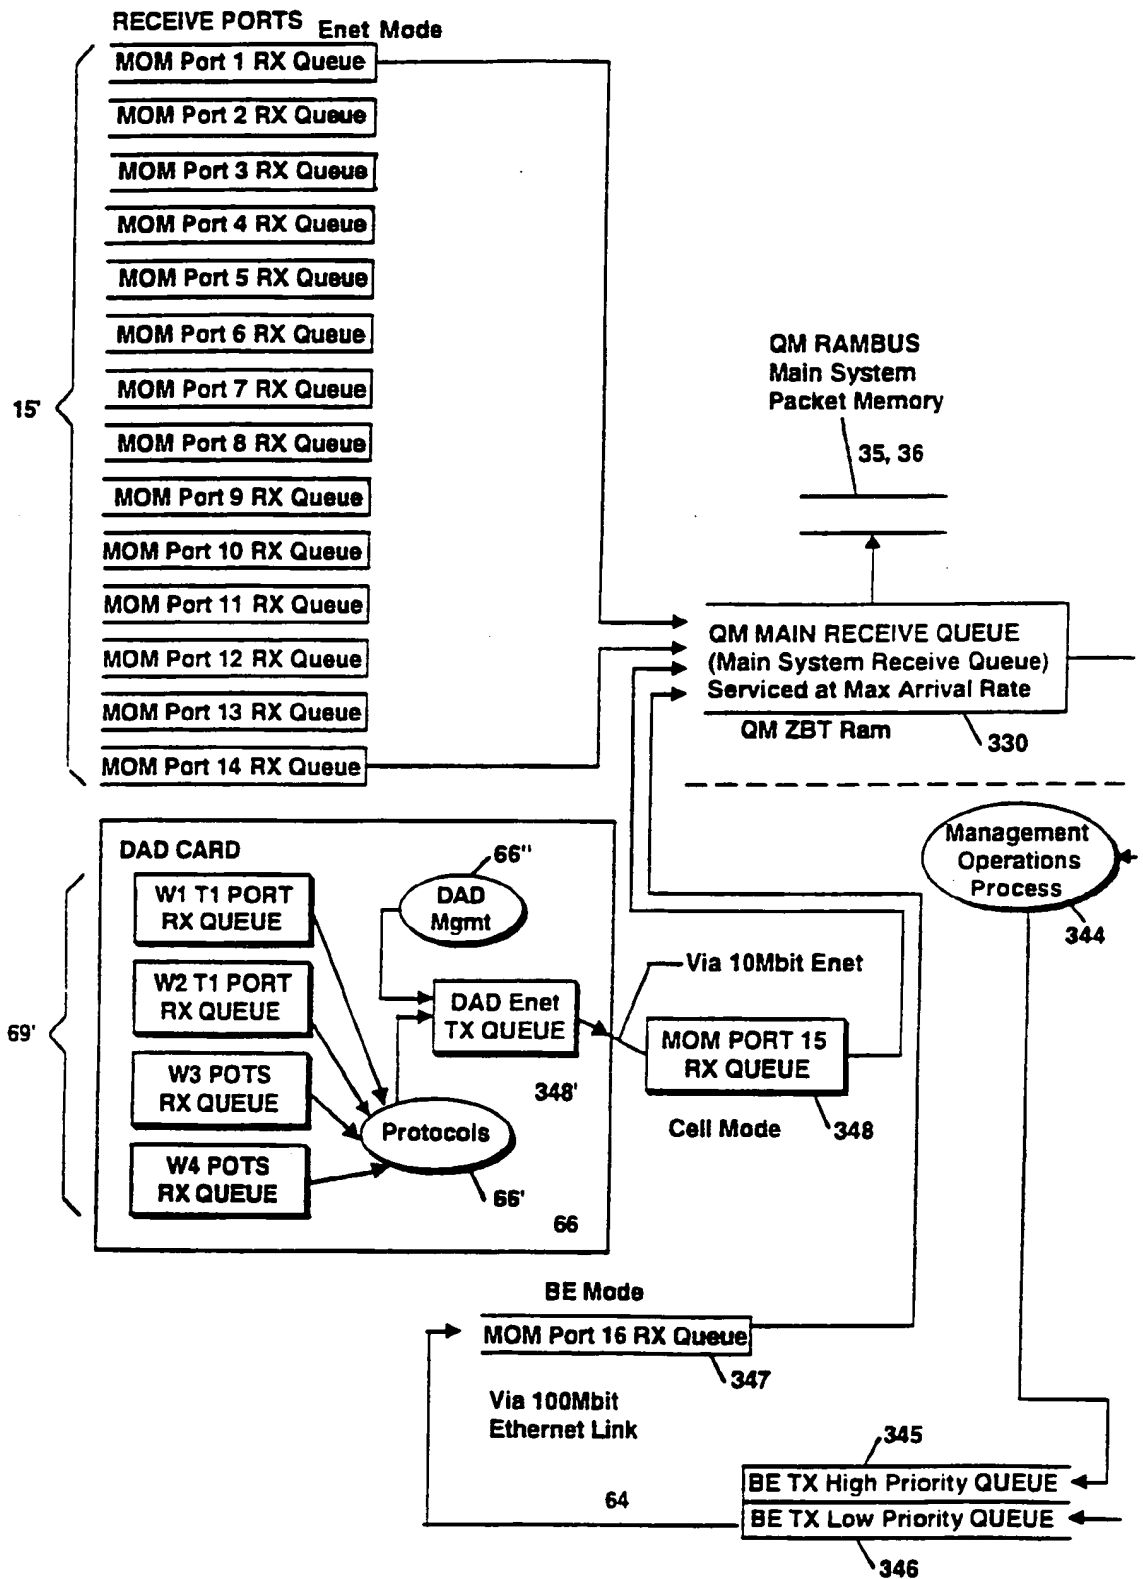 RECEIVE PORTS Enet Mode
MOM Port 1 RX Queue
MOM Port 2 RX Queue
MOM Port 3 RX Queue
MOM Port 4 RX Queue
MOM Port 5 RX Queue
MOM Port 6 RX Queue
MOM Port 7 RX Queue
MOM Port 8 RX Queue
MOM Port 9 RX Queue
MOM Port 10 RX Queue
MOM Port 11 RX Queue
MOM Port 12 RX Queue
MOM Port 13 RX Queue
MOM Port 14 RX Queue
15'
QM RAMBUS
Main System
Packet Memory
35, 36
QM MAIN RECEIVE QUEUE
(Main System Receive Queue)
Serviced at Max Arrival Rate
QM ZBT Ram
330
Management
Operations
Process
344
DAD CARD
66"
W1 T1 PORT
RX QUEUE
DAD
Mgmt
W2 T1 PORT
RX QUEUE
DAD Enet
TX QUEUE
Via 10Mbit Enet
69'
MOM PORT 15
RX QUEUE
W3 POTS
RX QUEUE
348'
Protocols
Cell Mode
348
W4 POTS
RX QUEUE
66'
66
BE Mode
MOM Port 16 RX Queue
347
Via 100Mbit
Ethernet Link
345
BE TX High Priority QUEUE
64
BE TX Low Priority QUEUE
346